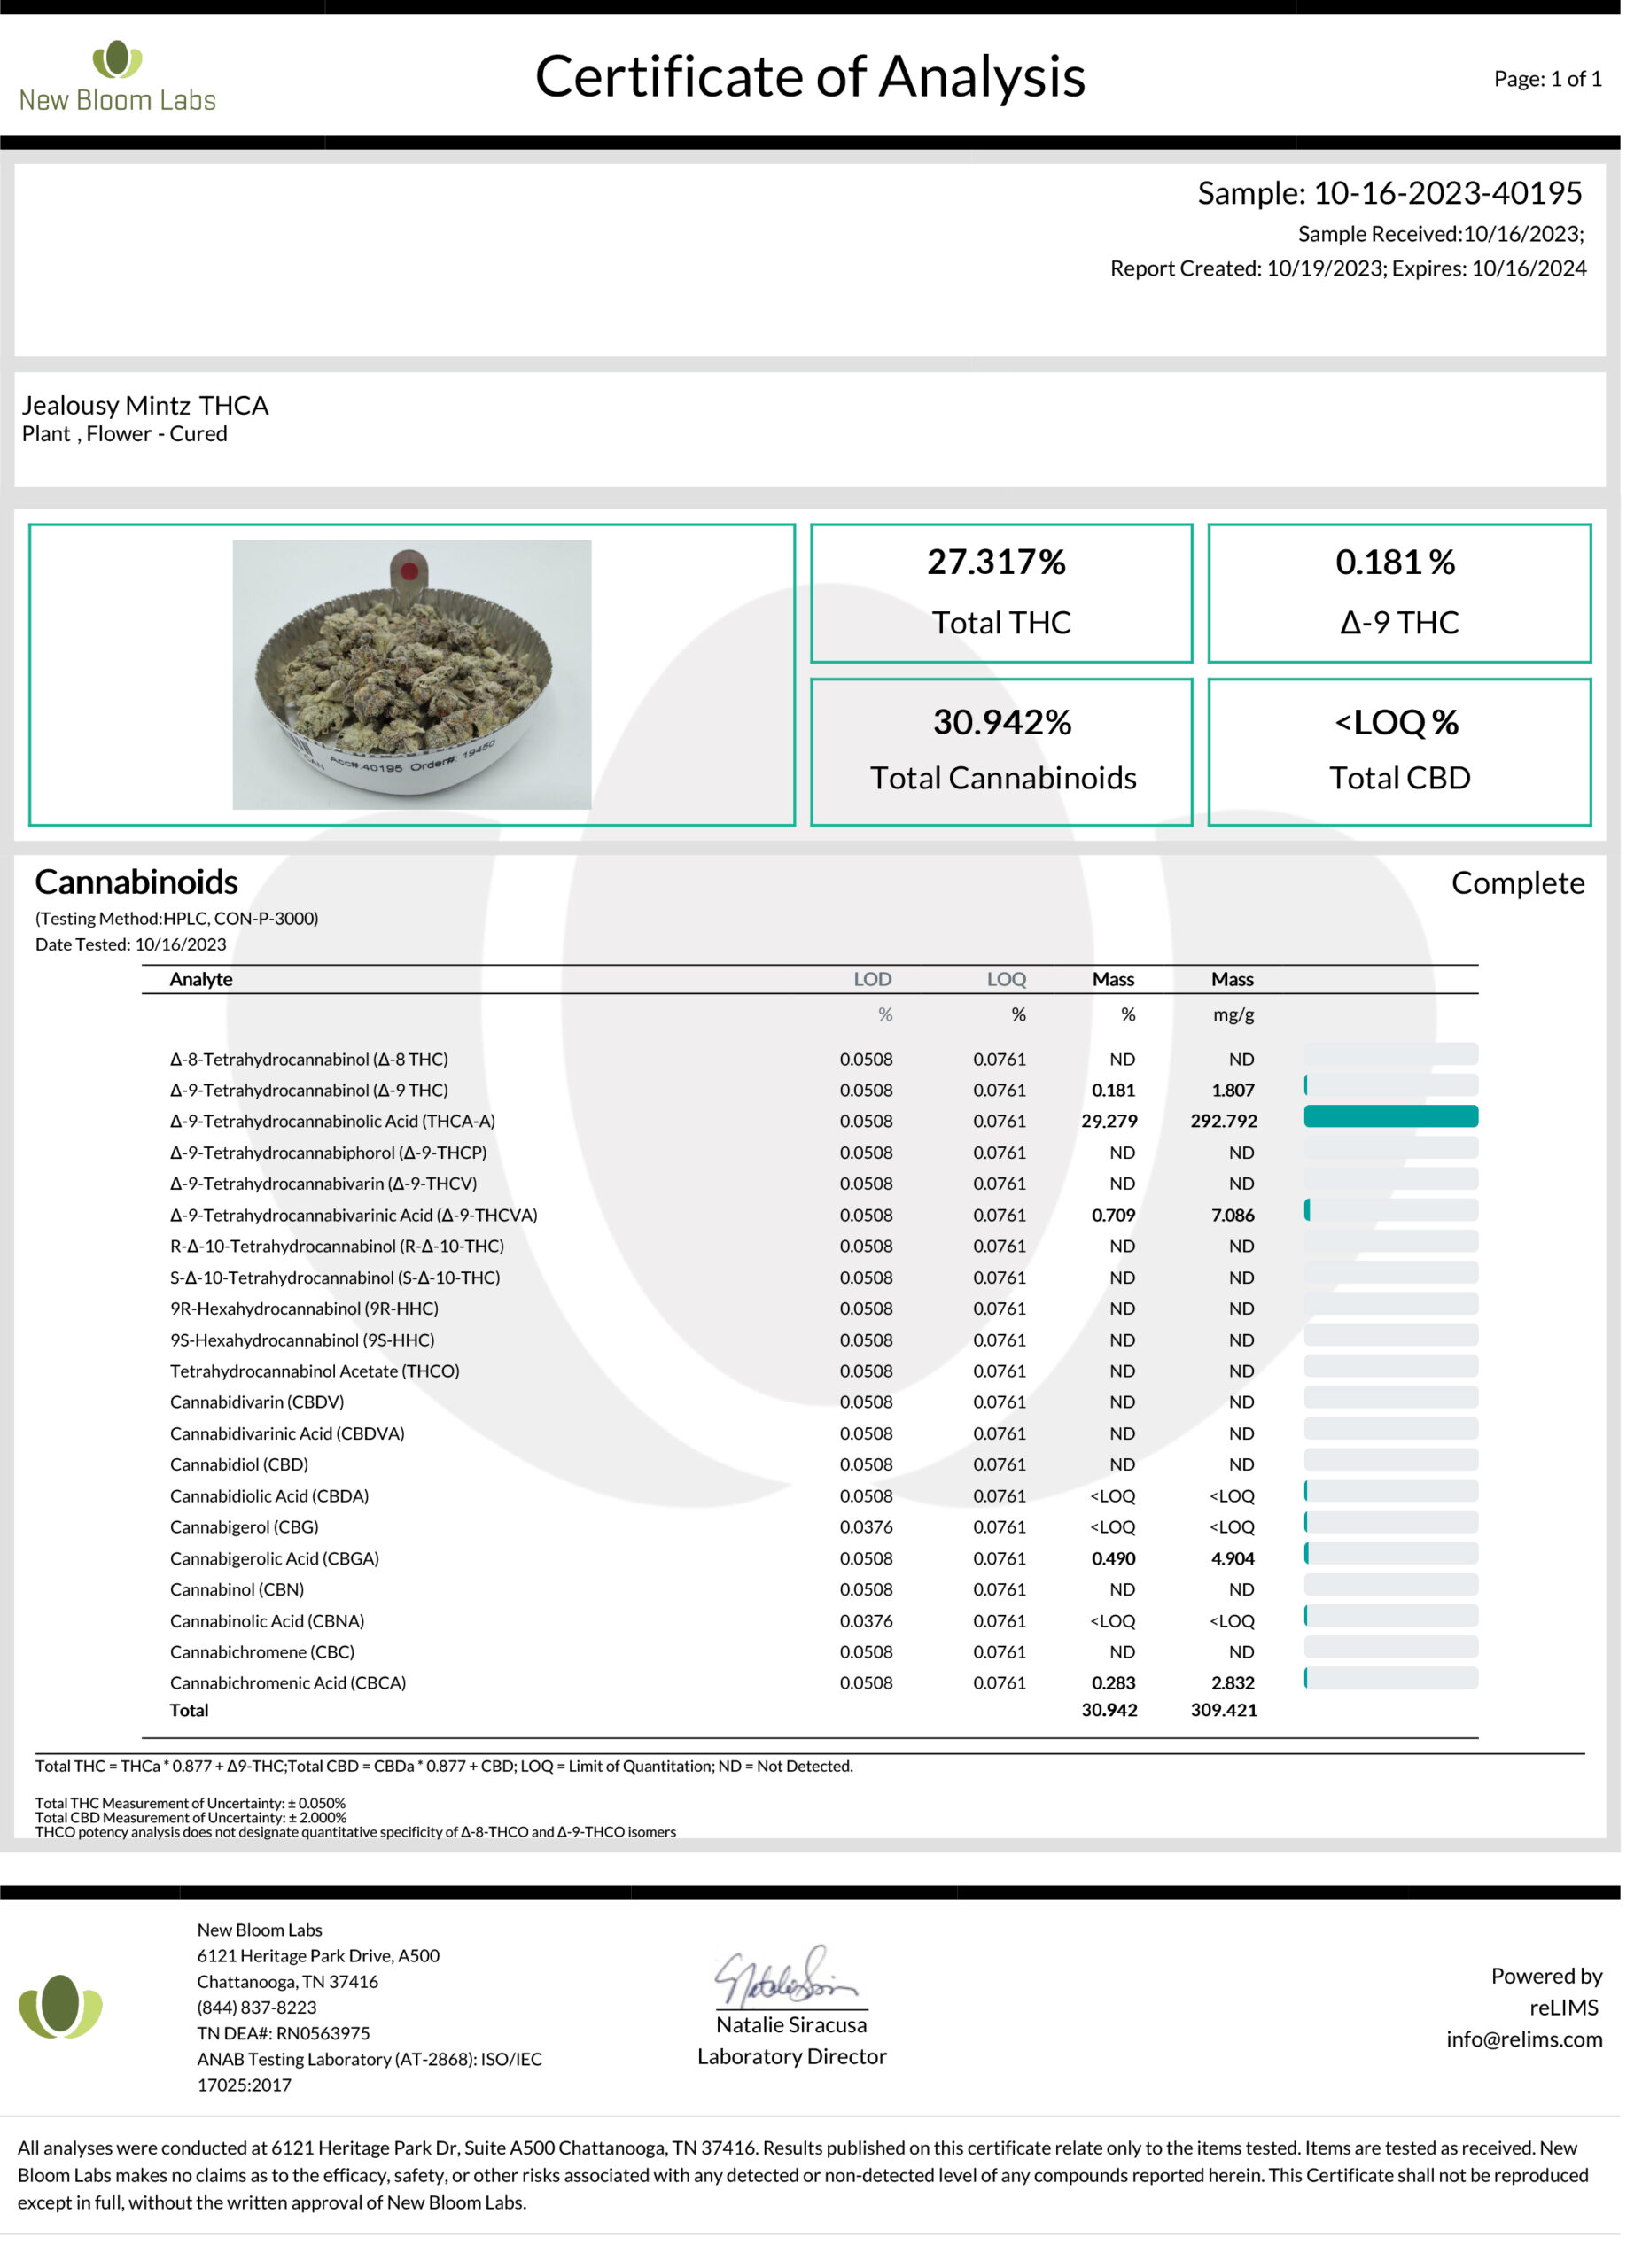 New Bloom Labs
Certificate of Analysis
Page: 1 of 1
Sample: 10-16-2023-40195
Sample Received:10/16/2023;
Report Created: 10/19/2023; Expires: 10/16/2024
Jealousy Mintz THCA
Plant , Flower - Cured
Acc#:40195 Order#: 19450
27.317%
Total THC
0.181 %
Δ-9 THC
30.942%
Total Cannabinoids
<LOQ %
Total CBD
Cannabinoids
Complete
(Testing Method:HPLC, CON-P-3000)
Date Tested: 10/16/2023
Analyte LOD LOQ Mass Mass
% % % mg/g
Δ-8-Tetrahydrocannabinol (Δ-8 THC) 0.0508 0.0761 ND ND
Δ-9-Tetrahydrocannabinol (Δ-9 THC) 0.0508 0.0761 0.181 1.807
Δ-9-Tetrahydrocannabinolic Acid (THCA-A) 0.0508 0.0761 29.279 292.792
Δ-9-Tetrahydrocannabiphorol (Δ-9-THCP) 0.0508 0.0761 ND ND
Δ-9-Tetrahydrocannabivarin (Δ-9-THCV) 0.0508 0.0761 ND ND
Δ-9-Tetrahydrocannabivarinic Acid (Δ-9-THCVA) 0.0508 0.0761 0.709 7.086
R-Δ-10-Tetrahydrocannabinol (R-Δ-10-THC) 0.0508 0.0761 ND ND
S-Δ-10-Tetrahydrocannabinol (S-Δ-10-THC) 0.0508 0.0761 ND ND
9R-Hexahydrocannabinol (9R-HHC) 0.0508 0.0761 ND ND
9S-Hexahydrocannabinol (9S-HHC) 0.0508 0.0761 ND ND
Tetrahydrocannabinol Acetate (THCO) 0.0508 0.0761 ND ND
Cannabidivarin (CBDV) 0.0508 0.0761 ND ND
Cannabidivarinic Acid (CBDVA) 0.0508 0.0761 ND ND
Cannabidiol (CBD) 0.0508 0.0761 ND ND
Cannabidiolic Acid (CBDA) 0.0508 0.0761 <LOQ <LOQ
Cannabigerol (CBG) 0.0376 0.0761 <LOQ <LOQ
Cannabigerolic Acid (CBGA) 0.0508 0.0761 0.490 4.904
Cannabinol (CBN) 0.0508 0.0761 ND ND
Cannabinolic Acid (CBNA) 0.0376 0.0761 <LOQ <LOQ
Cannabichromene (CBC) 0.0508 0.0761 ND ND
Cannabichromenic Acid (CBCA) 0.0508 0.0761 0.283 2.832
Total 30.942 309.421
Total THC = THCa * 0.877 + Δ9-THC;Total CBD = CBDa * 0.877 + CBD; LOQ = Limit of Quantitation; ND = Not Detected.
Total THC Measurement of Uncertainty: ± 0.050%
Total CBD Measurement of Uncertainty: ± 2.000%
THCO potency analysis does not designate quantitative specificity of Δ-8-THCO and Δ-9-THCO isomers
New Bloom Labs
6121 Heritage Park Drive, A500
Chattanooga, TN 37416
(844) 837-8223
TN DEA#: RN0563975
ANAB Testing Laboratory (AT-2868): ISO/IEC
17025:2017
Natalie Siracusa
Laboratory Director
Powered by
reLIMS
info@relims.com
All analyses were conducted at 6121 Heritage Park Dr, Suite A500 Chattanooga, TN 37416. Results published on this certificate relate only to the items tested. Items are tested as received. New
Bloom Labs makes no claims as to the efficacy, safety, or other risks associated with any detected or non-detected level of any compounds reported herein. This Certificate shall not be reproduced
except in full, without the written approval of New Bloom Labs.